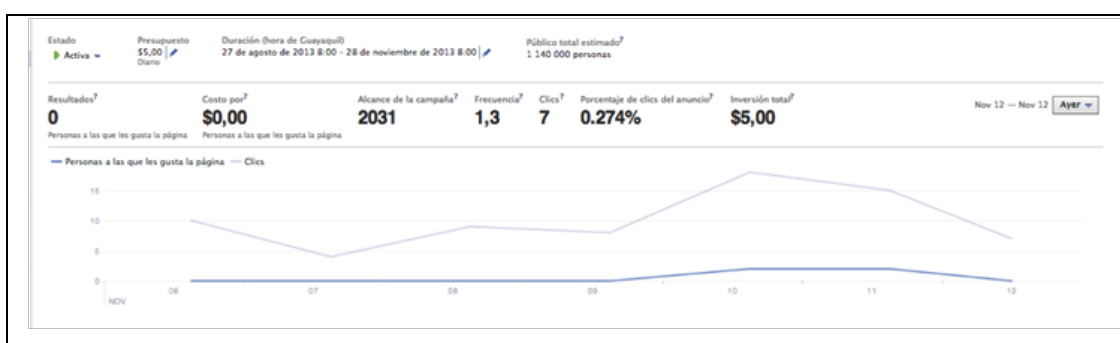 Estado Presupuesto Duración (hora de Guayaquil) Público total estimado?
Activa $5,00 27 de agosto de 2013 8:00 - 28 de noviembre de 2013 8:00 1 140 000 personas
Diario
Resultados? Costo por? Alcance de la campaña? Frecuencia? Clics? Porcentaje de clics del anuncio? Inversión total?
0 $0,00 2031 1,3 7 0.274% $5,00 Nov 12 — Nov 12 Ayer
Personas a las que les gusta la página Personas a las que les gusta la página
Personas a las que les gusta la página Clics
15
10
5
0
06 07 08 09 10 11 12
NOV